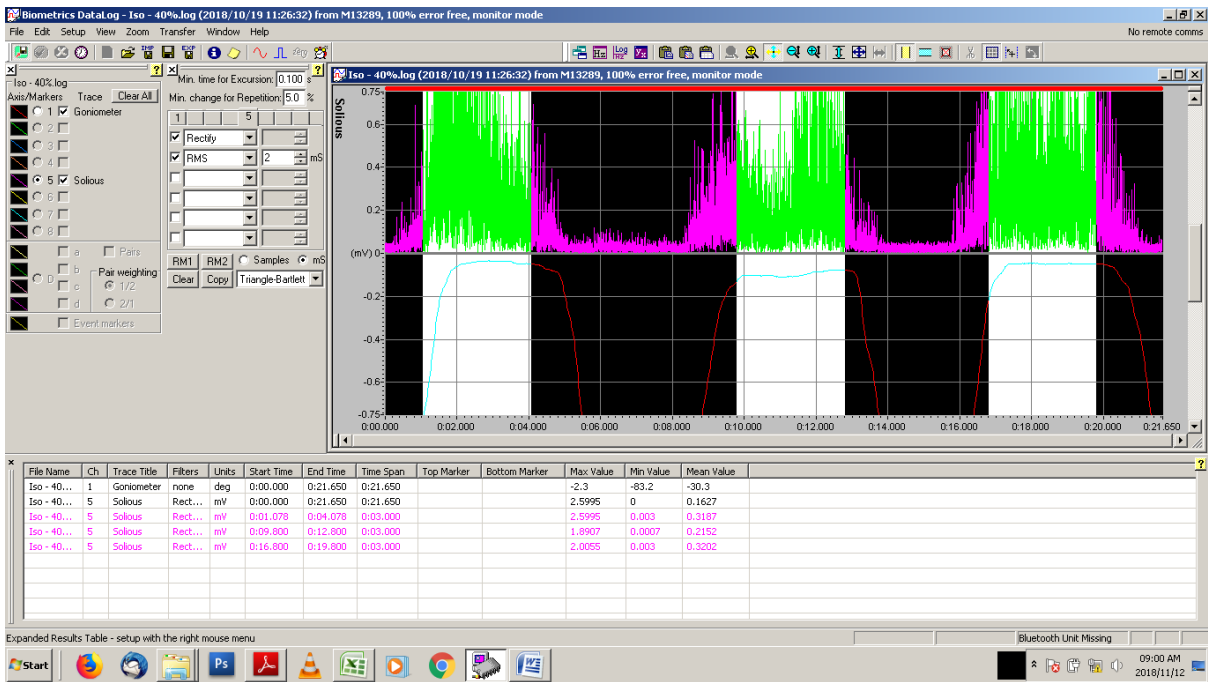 Biometrics DataLog - Iso - 40%.log (2018/10/19 11:26:32) from M13289, 100% error free, monitor mode
File Edit Setup View Zoom Transfer Window Help
No remote comms
Iso - 40%.log
Axis/Markers Trace Clear All
1 Goniometer
2
3
4
5 Solious
6
7
8
a Pairs
D b Pair weighting
c 1/2
d 2/1
Event markers
Min. time for Excursion: 0.100 s
Min. change for Repetition: 5.0 %
1 5
Rectify
RMS 2 mS
RM1 RM2 Samples mS
Clear Copy Triangle-Bartlett
Iso - 40%.log (2018/10/19 11:26:32) from M13289, 100% error free, monitor mode
Solious
0.75
0.6
0.4
0.2
(mV) 0
-0.2
-0.4
-0.6
-0.75
0:00.000 0:02.000 0:04.000 0:06.000 0:08.000 0:10.000 0:12.000 0:14.000 0:16.000 0:18.000 0:20.000 0:21.650
File Name Ch Trace Title Filters Units Start Time End Time Time Span Top Marker Bottom Marker Max Value Min Value Mean Value
Iso - 40... 1 Goniometer none deg 0:00.000 0:21.650 0:21.650 -2.3 -83.2 -30.3
Iso - 40... 5 Solious Rect... mV 0:00.000 0:21.650 0:21.650 2.5995 0 0.1627
Iso - 40... 5 Solious Rect... mV 0:01.078 0:04.078 0:03.000 2.5995 0.003 0.3187
Iso - 40... 5 Solious Rect... mV 0:09.800 0:12.800 0:03.000 1.8907 0.0007 0.2152
Iso - 40... 5 Solious Rect... mV 0:16.800 0:19.800 0:03.000 2.0055 0.003 0.3202
Expanded Results Table - setup with the right mouse menu
Bluetooth Unit Missing
Start
Ps
09:00 AM
2018/11/12